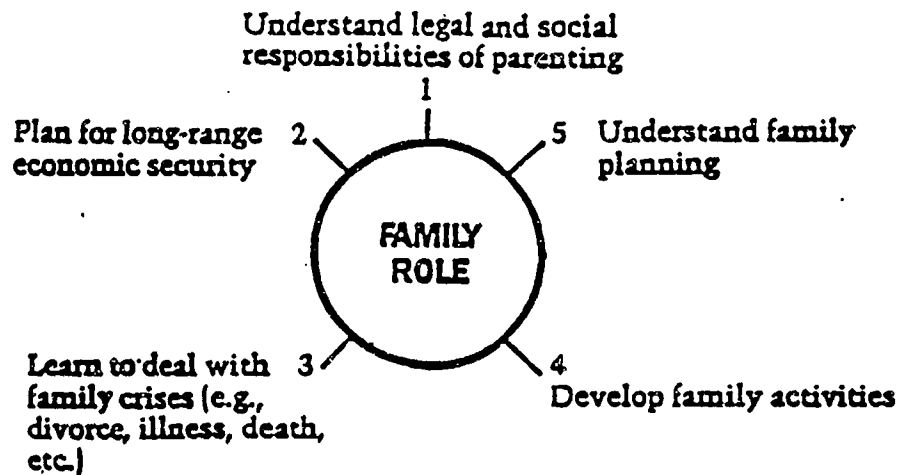 Understand legal and social
responsibilities of parenting
1
Plan for long-range
economic security
2
5
Understand family
planning
FAMILY
ROLE
Learn to deal with
family crises (e.g.,
divorce, illness, death,
etc.)
3
4
Develop family activities